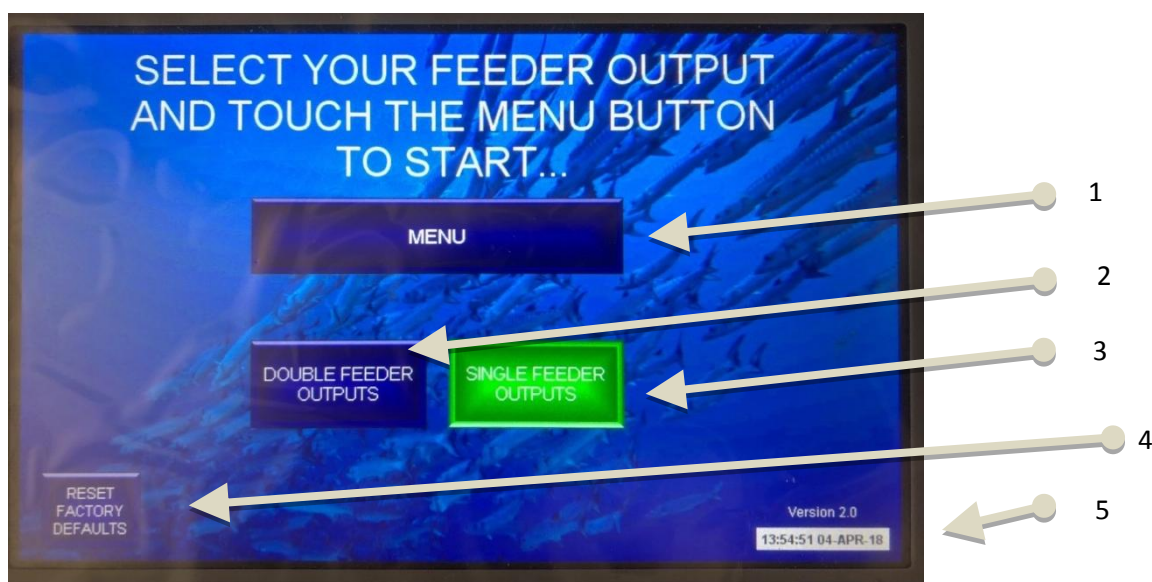 SELECT YOUR FEEDER OUTPUT
AND TOUCH THE MENU BUTTON
TO START...
MENU
DOUBLE FEEDER
OUTPUTS
SINGLE FEEDER
OUTPUTS
RESET
FACTORY
DEFAULTS
Version 2.0
13:54:51 04-APR-18
1
2
3
4
5